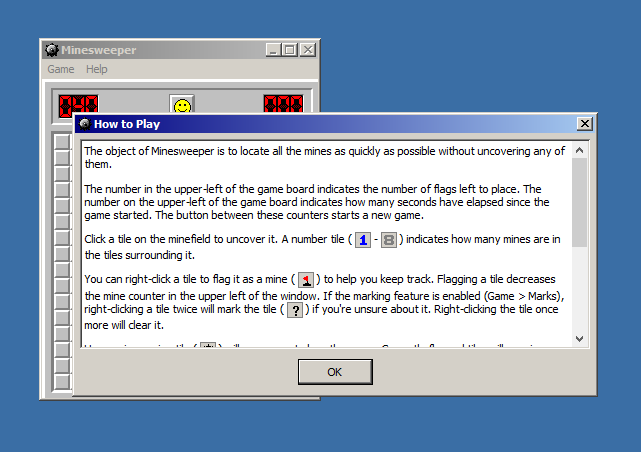 Minesweeper
Game Help
How to Play
The object of Minesweeper is to locate all the mines as quickly as possible without uncovering any of
them.
The number in the upper-left of the game board indicates the number of flags left to place. The
number on the upper-left of the game board indicates how many seconds have elapsed since the
game started. The button between these counters starts a new game.
Click a tile on the minefield to uncover it. A number tile ( 1 - 8 ) indicates how many mines are in
the tiles surrounding it.
You can right-click a tile to flag it as a mine ( ) to help you keep track. Flagging a tile decreases
the mine counter in the upper left of the window. If the marking feature is enabled (Game > Marks),
right-clicking a tile twice will mark the tile ( ? ) if you're unsure about it. Right-clicking the tile once
more will clear it.
OK